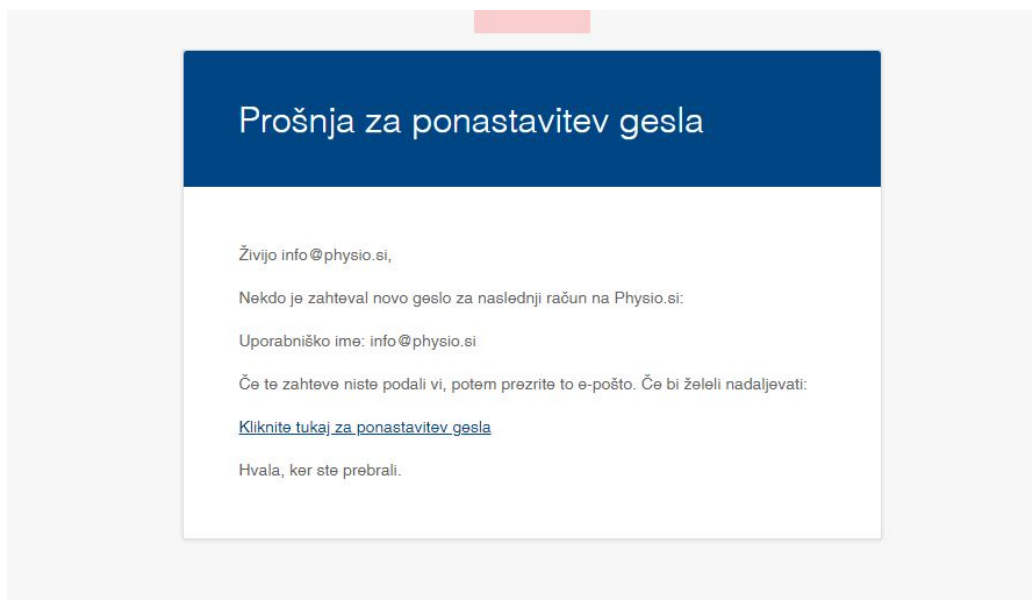 Prošnja za ponastavitev gesla
Živijo info@physio.si,
Nekdo je zahteval novo geslo za naslednji račun na Physio.si:
Uporabniško ime: info@physio.si
Če te zahteve niste podali vi, potem prezrite to e-pošto. Če bi želeli nadaljevati:
Kliknite tukaj za ponastavitev gesla
Hvala, ker ste prebrali.